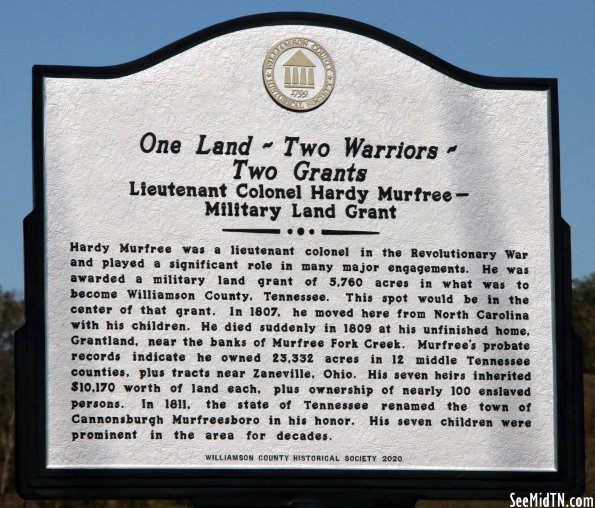 WILLIAMSON COUNTY
1799
HISTORICAL SOCIETY
One Land ~ Two Warriors ~
Two Grants
Lieutenant Colonel Hardy Murfree—
Military Land Grant
Hardy Murfree was a lieutenant colonel in the Revolutionary War
and played a significant role in many major engagements. He was
awarded a military land grant of 5,760 acres in what was to
become Williamson County, Tennessee. This spot would be in the
center of that grant. In 1807, he moved here from North Carolina
with his children. He died suddenly in 1809 at his unfinished home,
Grantland, near the banks of Murfree Fork Creek. Murfree's probate
records indicate he owned 23,332 acres in 12 middle Tennessee
counties, plus tracts near Zaneville, Ohio. His seven heirs inherited
$10,170 worth of land each, plus ownership of nearly 100 enslaved
persons. In 1811, the state of Tennessee renamed the town of
Cannonsburgh Murfreesboro in his honor. His seven children were
prominent in the area for decades.
WILLIAMSON COUNTY HISTORICAL SOCIETY 2020
SeeMidTN.com